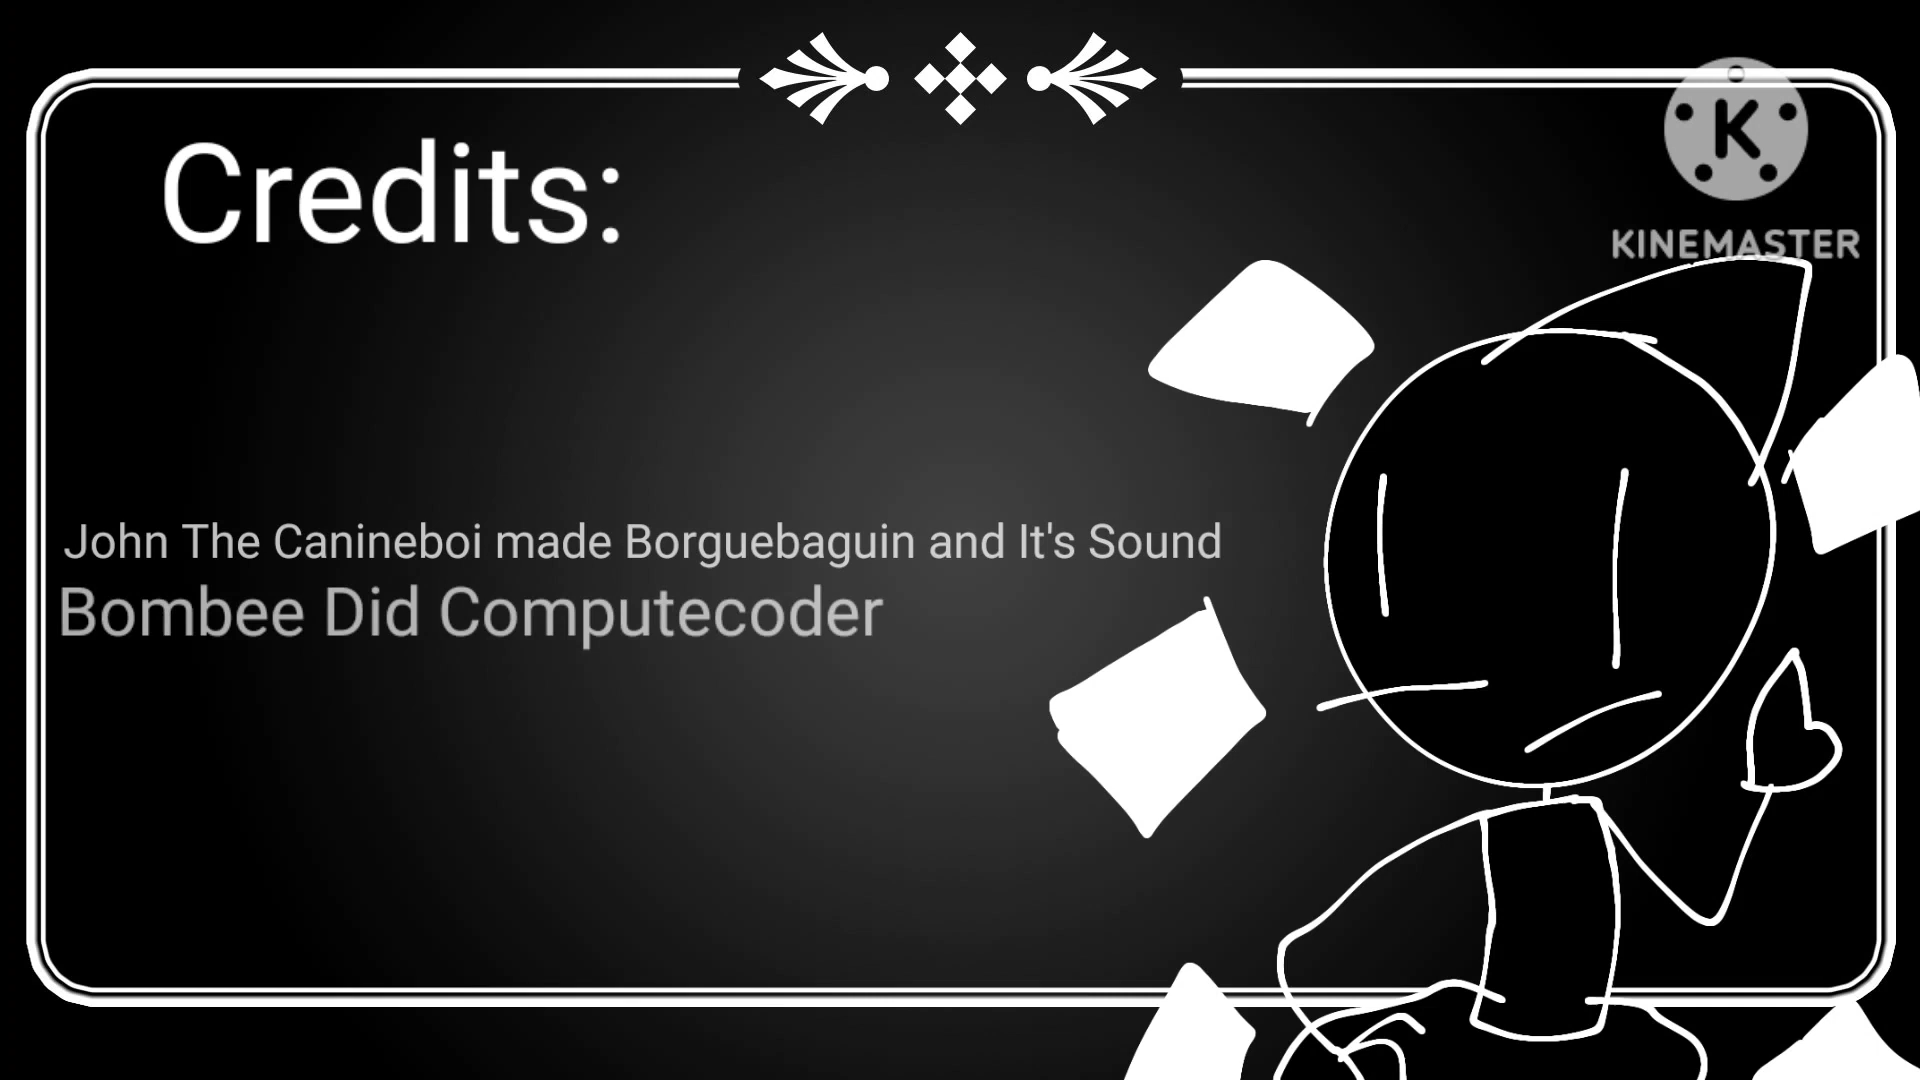 Credits:
K
KINEMASTER
John The Canineboi made Borguebaguin and It's Sound
Bombee Did Computecoder